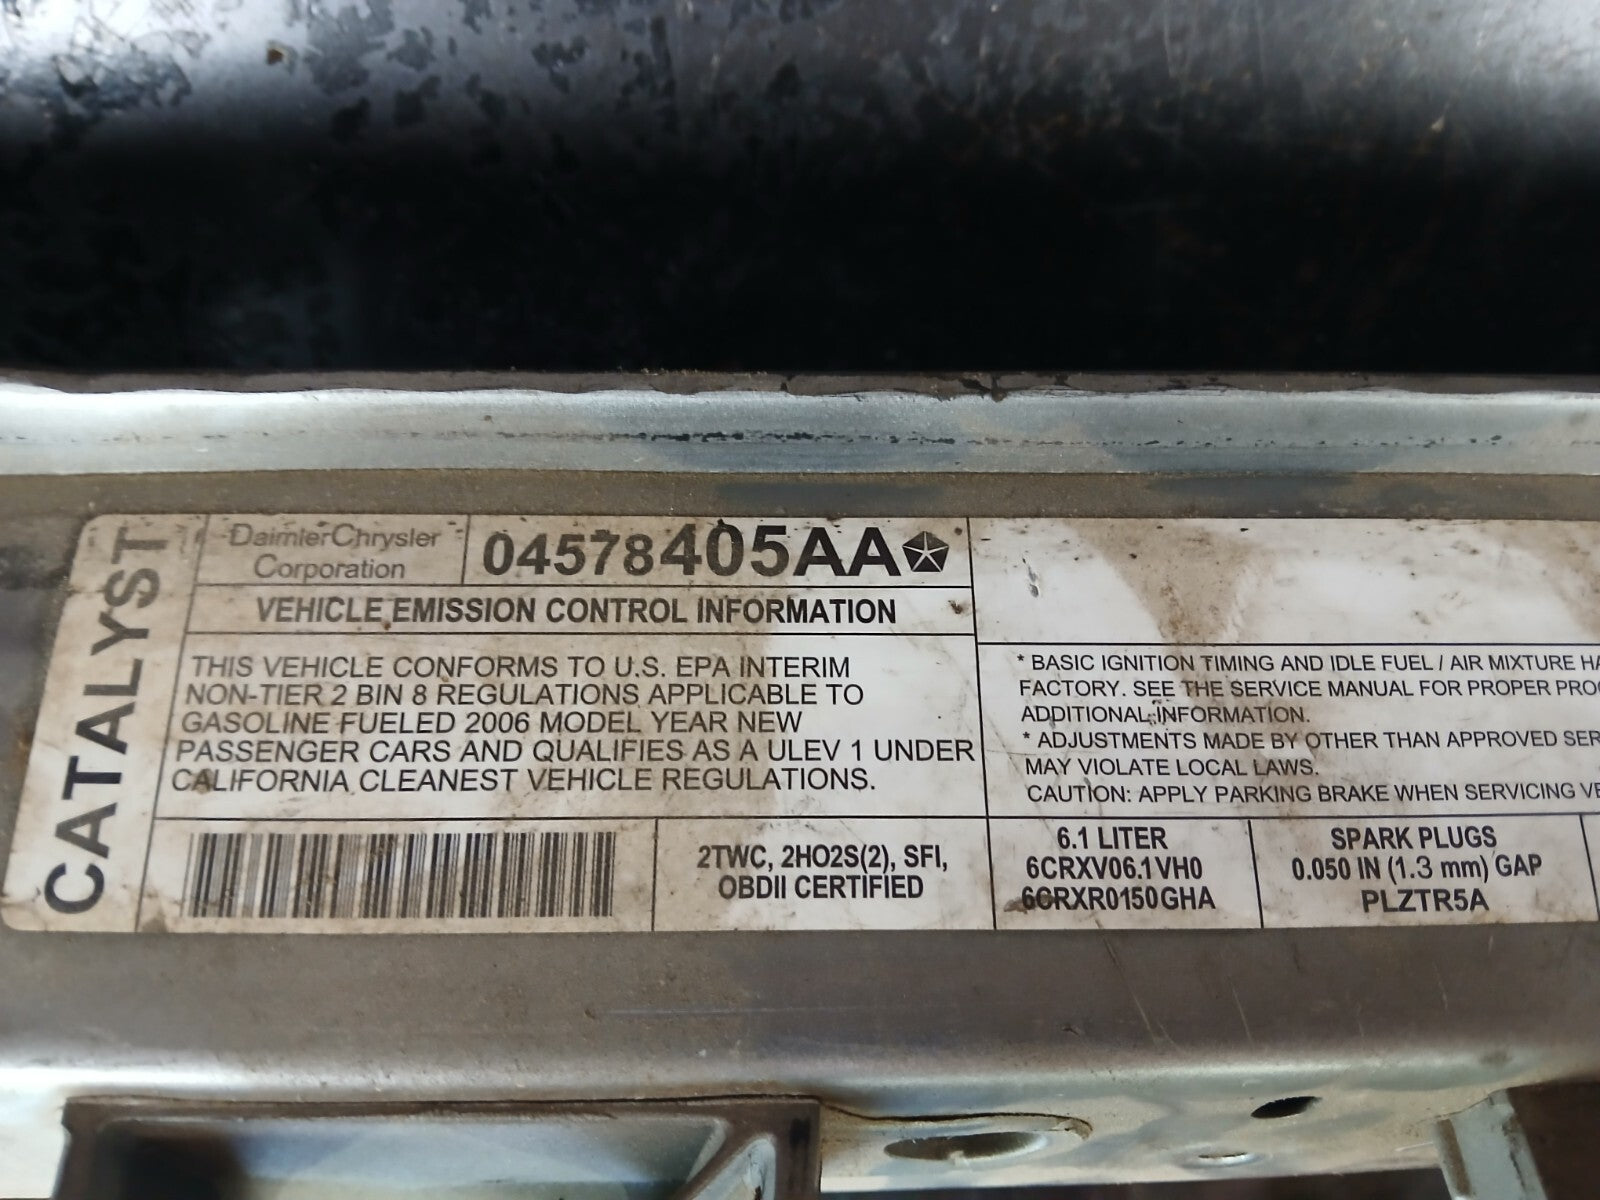 CATALYST
DaimlerChrysler
Corporation
04578405AA
VEHICLE EMISSION CONTROL INFORMATION
THIS VEHICLE CONFORMS TO U.S. EPA INTERIM
NON-TIER 2 BIN 8 REGULATIONS APPLICABLE TO
GASOLINE FUELED 2006 MODEL YEAR NEW
PASSENGER CARS AND QUALIFIES AS A ULEV 1 UNDER
CALIFORNIA CLEANEST VEHICLE REGULATIONS.
* BASIC IGNITION TIMING AND IDLE FUEL / AIR MIXTURE
FACTORY. SEE THE SERVICE MANUAL FOR PROPER
ADDITIONAL INFORMATION.
* ADJUSTMENTS MADE BY OTHER THAN APPROVED
MAY VIOLATE LOCAL LAWS.
CAUTION: APPLY PARKING BRAKE WHEN SERVICING
2TWC, 2HO2S(2), SFI,
OBDII CERTIFIED
6.1 LITER
6CRXV06.1VH0
6CRXR0150GHA
SPARK PLUGS
0.050 IN (1.3 mm) GAP
PLZTR5A